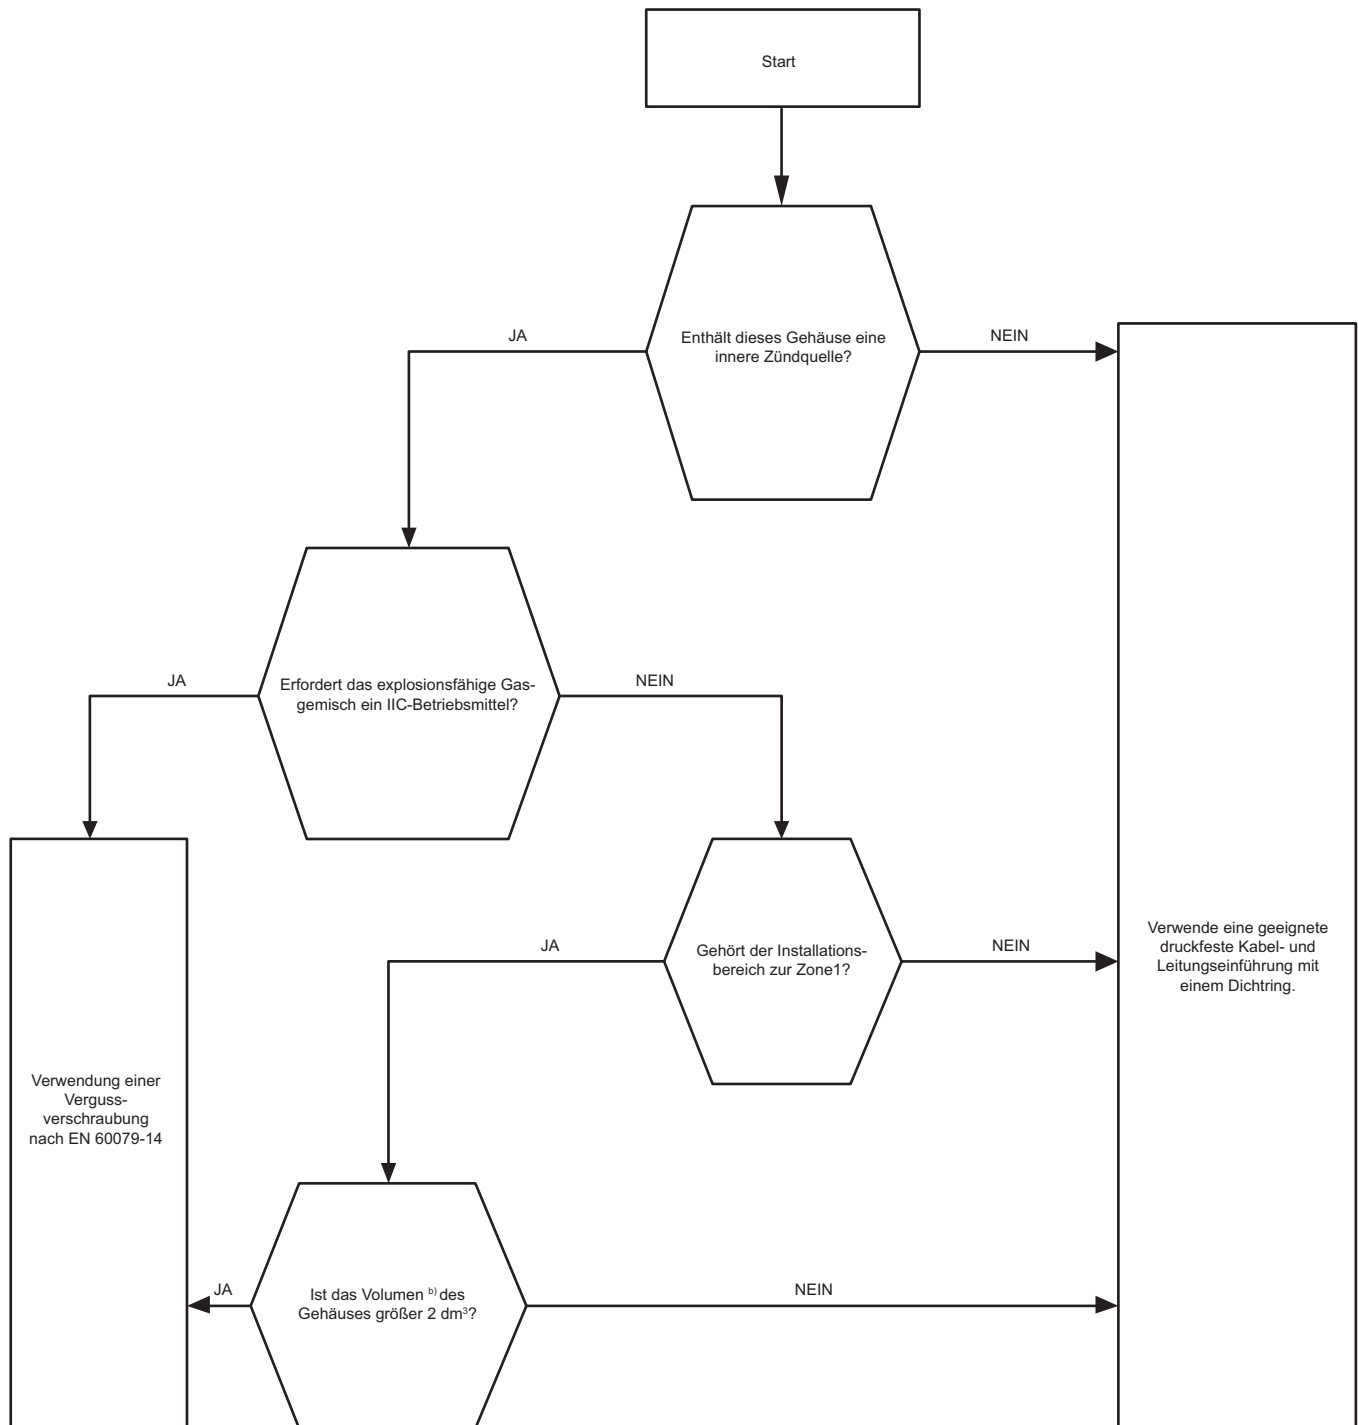 Start
JA
Enthält dieses Gehäuse eine
innere Zündquelle?
NEIN
JA
Erfordert das explosionsfähige Gas-
gemisch ein IIC-Betriebsmittel?
NEIN
JA
Gehört der Installations-
bereich zur Zone1?
NEIN
Verwende eine geeignete
druckfeste Kabel- und
Leitungseinführung mit
einem Dichtring.
Verwendung einer
Verguss-
verschraubung
nach EN 60079-14
JA
Ist das Volumen b) des
Gehäuses größer 2 dm³?
NEIN